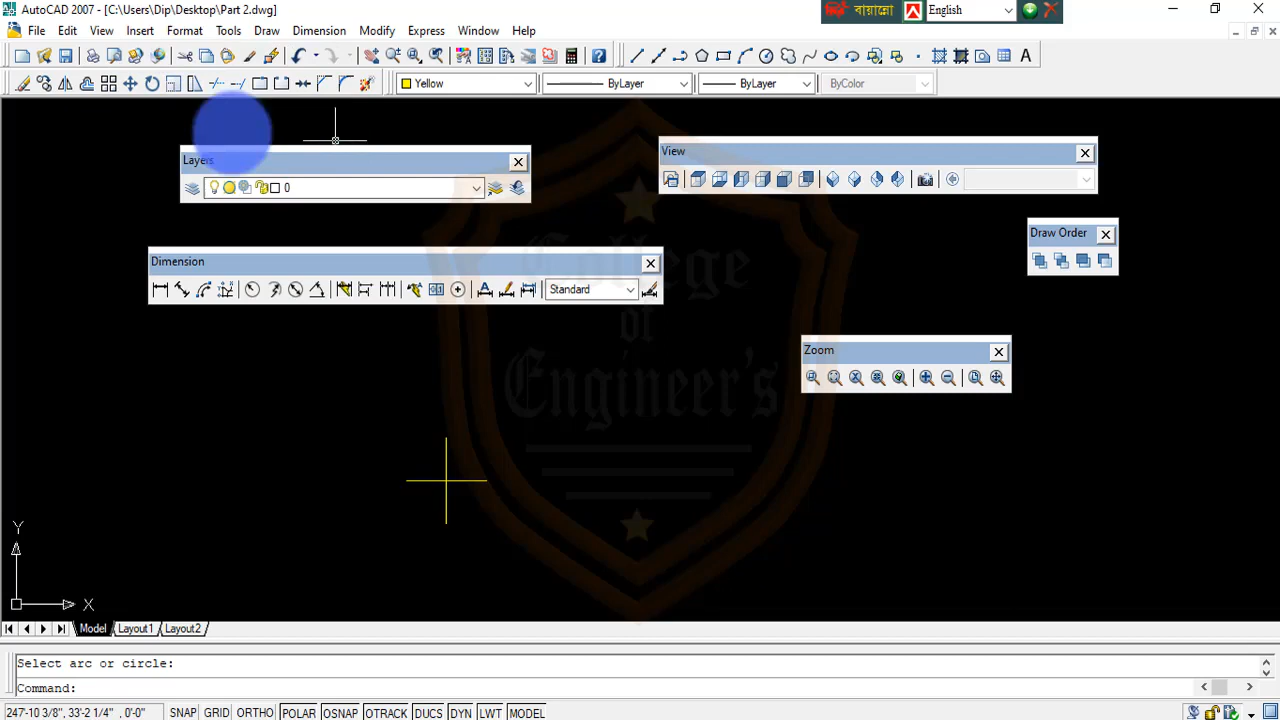 AutoCAD 2007 - [C:\Users\Dip\Desktop\Part 2.dwg]
বায়ান্নো English
File Edit View Insert Format Tools Draw Dimension Modify Express Window Help
A
Yellow ByLayer ByLayer ByColor
View
Layers
0
Draw Order
Dimension
Standard
Zoom
College
of
Engineer's
Y
X
Model Layout1 Layout2
Select arc or circle:
Command:
247-10 3/8", 33-2 1/4" , 0'-0" SNAP GRID ORTHO POLAR OSNAP OTRACK DUCS DYN LWT MODEL